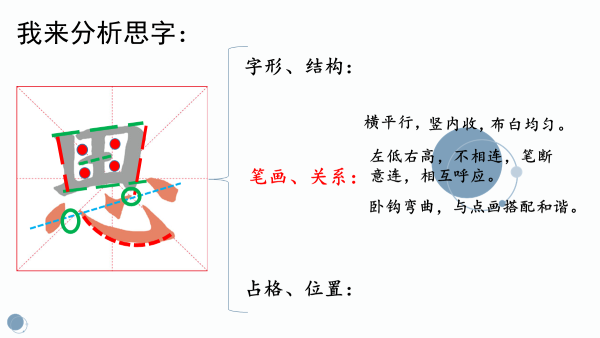 我来分析思字：
思
字形、结构：
横平行，竖内收，布白均匀。
笔画、关系：
左低右高，不相连，笔断
意连，相互呼应。
卧钩弯曲，与点画搭配和谐。
占格、位置：